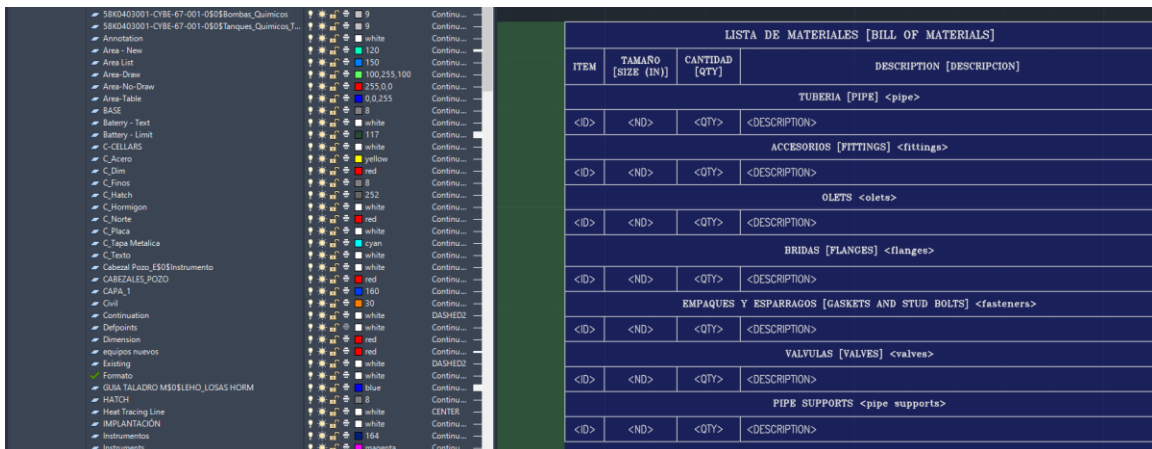 58K0403001-CYBE-67-001-0$0$Bombas_Quimicos 9 Continu...
58K0403001-CYBE-67-001-0$0$Tanques_Quimicos_T... 9 Continu...
Annotation white Continu...
Area - New 120 Continu...
Area List 150 Continu...
Area-Draw 100,255,100 Continu...
Area-No-Draw 255,0,0 Continu...
Area-Table 0,0,255 Continu...
BASE 8 Continu...
Baterry - Text white Continu...
Battery - Limit 117 Continu...
C-CELLARS white Continu...
C_Acero yellow Continu...
C_Dim red Continu...
C_Finos 8 Continu...
C_Hatch 252 Continu...
C_Hormigon white Continu...
C_Norte red Continu...
C_Placa white Continu...
C_Tapa Metalica cyan Continu...
C_Texto white Continu...
Cabezal Pozo_E$0$Instrumento white Continu...
CABEZALES_POZO red Continu...
CAPA_1 160 Continu...
Civil 30 Continu...
Continuation white DASHED2
Defpoints white Continu...
Dimension red Continu...
equipos nuevos red Continu...
Existing white DASHED2
Formato white Continu...
GUIA TALADRO M$0$LEHO_LOSAS HORM blue Continu...
HATCH 8 Continu...
Heat Tracing Line white CENTER
IMPLANTACIÓN white Continu...
Instrumentos 164 Continu...
Instruments magenta Continu...
LISTA DE MATERIALES [BILL OF MATERIALS]
ITEM TAMAÑO [SIZE (IN)] CANTIDAD [QTY] DESCRIPTION [DESCRIPCION]
TUBERIA [PIPE] <pipe>
<ID> <ND> <QTY> <DESCRIPTION>
ACCESORIOS [FITTINGS] <fittings>
<ID> <ND> <QTY> <DESCRIPTION>
OLETS <olets>
<ID> <ND> <QTY> <DESCRIPTION>
BRIDAS [FLANGES] <flanges>
<ID> <ND> <QTY> <DESCRIPTION>
EMPAQUES Y ESPARRAGOS [GASKETS AND STUD BOLTS] <fasteners>
<ID> <ND> <QTY> <DESCRIPTION>
VALVULAS [VALVES] <valves>
<ID> <ND> <QTY> <DESCRIPTION>
PIPE SUPPORTS <pipe supports>
<ID> <ND> <QTY> <DESCRIPTION>